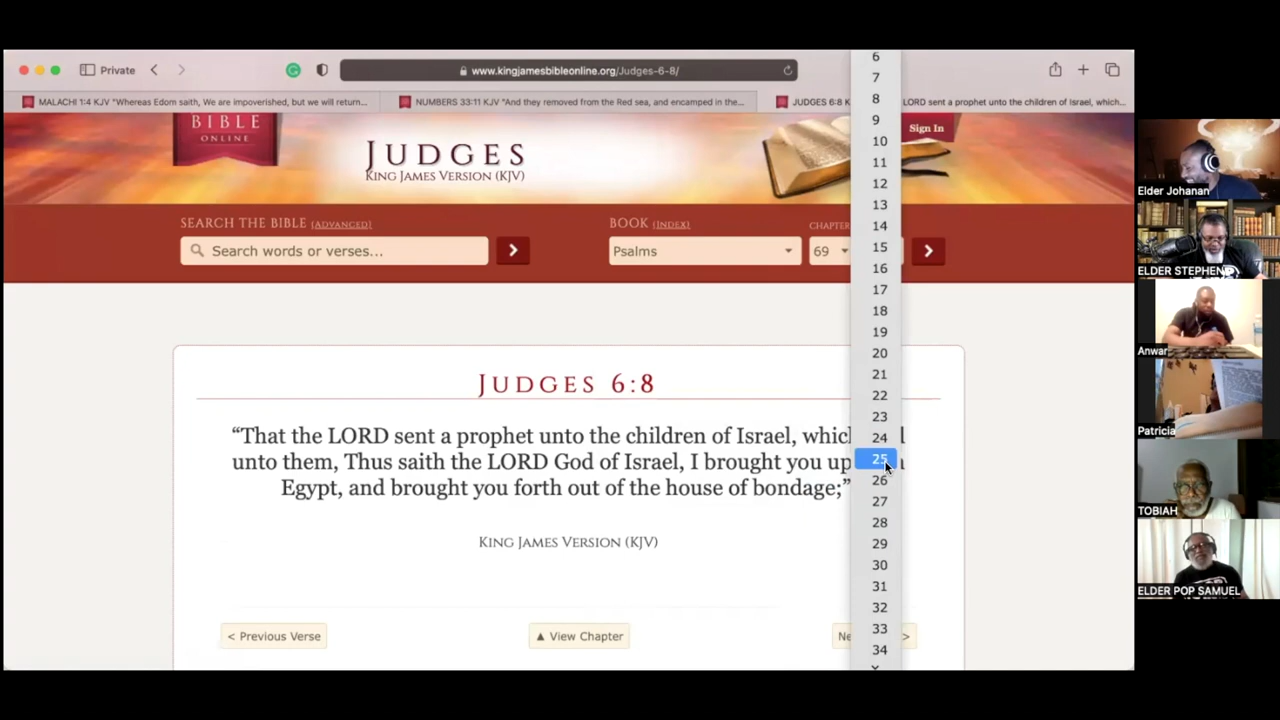 Private
www.kingjamesbibleonline.org/Judges-6-8/
MALACHI 1:4 KJV "Whereas Edom saith, We are impoverished, but we will return...
NUMBERS 33:11 KJV "And they removed from the Red sea, and encamped in the...
JUDGES 6:8 K
LORD sent a prophet unto the children of Israel, which...
BIBLE
ONLINE
JUDGES
KING JAMES VERSION (KJV)
Sign In
SEARCH THE BIBLE (ADVANCED)
BOOK (INDEX)
CHAPTER
Search words or verses...
Psalms
69
6
7
8
9
10
11
12
13
14
15
16
17
18
19
20
21
22
23
24
25
26
27
28
29
30
31
32
33
34
JUDGES 6:8
“That the LORD sent a prophet unto the children of Israel, whic
unto them, Thus saith the LORD God of Israel, I brought you up
Egypt, and brought you forth out of the house of bondage;”
KING JAMES VERSION (KJV)
< Previous Verse
▲ View Chapter
Ne >
Elder Johanan
ELDER STEPHEN
Anwar
Patricia
TOBIAH
ELDER POP SAMUEL